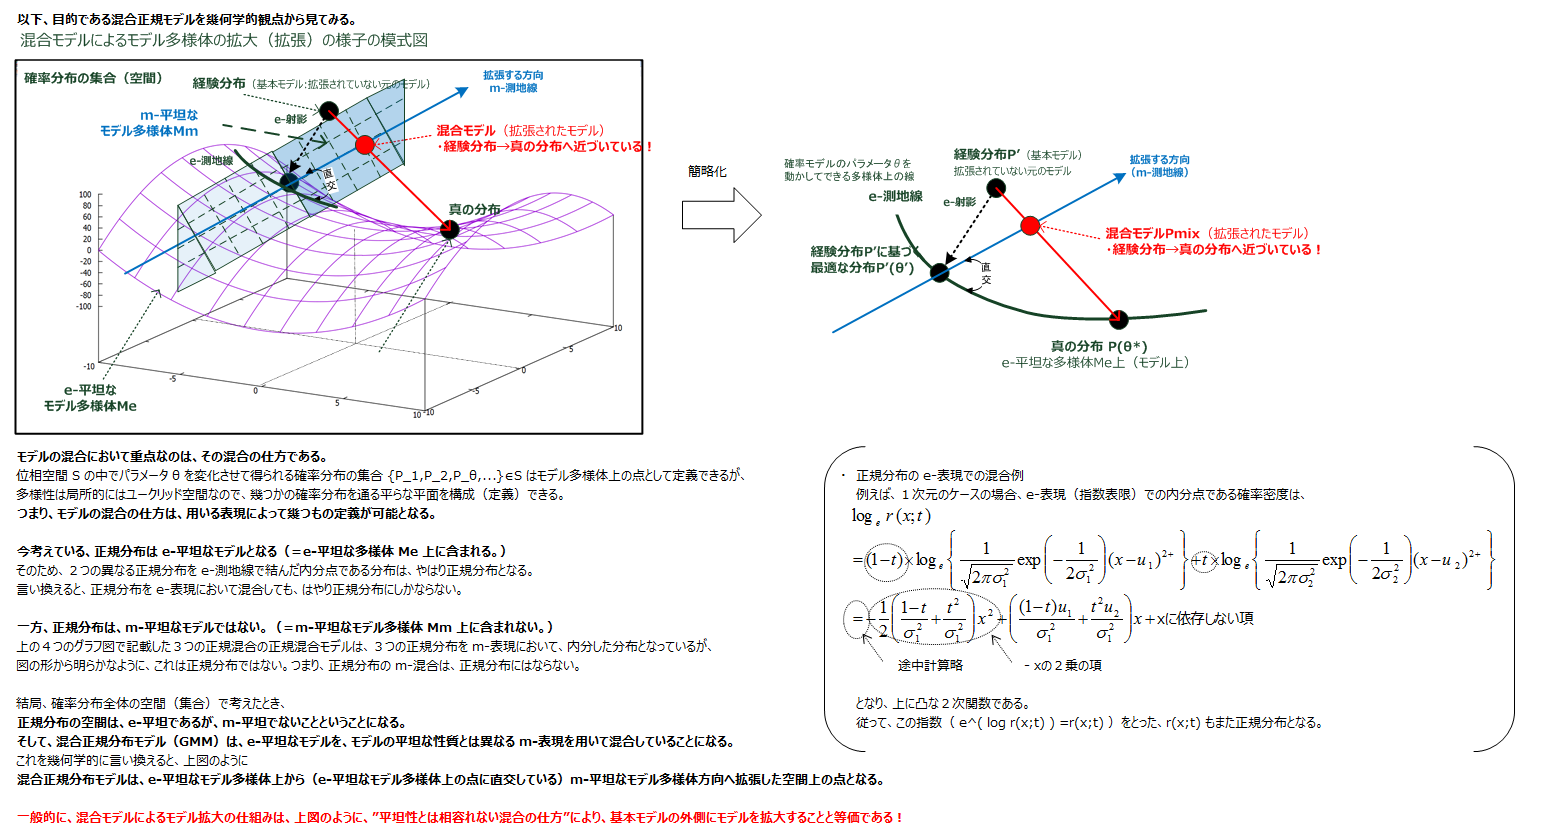 以下、目的である混合正規モデルを幾何学的観点から見てみる。
混合モデルによるモデル多様体の拡大（拡張）の様子の模式図
確率分布の集合（空間）
経験分布（基本モデル:拡張されていない元のモデル）
拡張する方向
m-測地線
m-平坦な
モデル多様体Mm
e-射影
混合モデル（拡張されたモデル）
・経験分布→真の分布へ近づいている！
e-測地線
直交
真の分布
100
80
60
40
20
0
-20
-40
-60
-80
-100
-10
-5
0
5
10
-10
-5
0
5
10
e-平坦な
モデル多様体Me
簡略化
確率モデルのパラメータθを
動かしてできる多様体上の線
e-測地線
経験分布P’（基本モデル）
拡張されていない元のモデル
拡張する方向
（m-測地線）
e-射影
混合モデルPmix（拡張されたモデル）
・経験分布→真の分布へ近づいている！
経験分布P’に基づく
最適な分布P’(θ’)
直交
真の分布 P(θ*)
e-平坦な多様体Me上（モデル上）
モデルの混合において重点なのは、その混合の仕方である。
位相空間 S の中でパラメータ θ を変化させて得られる確率分布の集合 {P_1,P_2,P_θ,...}∈S はモデル多様体上の点として定義できるが、
多様性は局所的にはユークリッド空間なので、幾つかの確率分布を通る平らな平面を構成（定義）できる。
つまり、モデルの混合の仕方は、用いる表現によって幾つもの定義が可能となる。
今考えている、正規分布は e-平坦なモデルとなる（＝e-平坦な多様体 Me 上に含まれる。）
そのため、２つの異なる正規分布を e-測地線で結んだ内分点である分布は、やはり正規分布となる。
言い換えると、正規分布を e-表現において混合しても、はやり正規分布にしかならない。
一方、正規分布は、m-平坦なモデルではない。（＝m-平坦なモデル多様体 Mm 上に含まれない。）
上の４つのグラフ図で記載した３つの正規混合の正規混合モデルは、３つの正規分布を m-表現において、内分した分布となっているが、
図の形から明らかなように、これは正規分布ではない。つまり、正規分布の m-混合は、正規分布にはならない。
結局、確率分布全体の空間（集合）で考えたとき、
正規分布の空間は、e-平坦であるが、m-平坦でないことということになる。
そして、混合正規分布モデル（GMM）は、e-平坦なモデルを、モデルの平坦な性質とは異なる m-表現を用いて混合していることになる。
これを幾何学的に言い換えると、上図のように
混合正規分布モデルは、e-平坦なモデル多様体上から（e-平坦なモデル多様体上の点に直交している）m-平坦なモデル多様体方向へ拡張した空間上の点となる。
一般的に、混合モデルによるモデル拡大の仕組みは、上図のように、”平坦性とは相容れない混合の仕方”により、基本モデルの外側にモデルを拡大することと等価である！
・ 正規分布の e-表現での混合例
例えば、１次元のケースの場合、e-表現（指数表限）での内分点である確率密度は、
log_e r(x;t)
=(1-t)×log_e { 1/√(2πσ_1^2) exp(-1/(2σ_1^2))(x-u_1)^{2+} } +t×log_e { 1/√(2πσ_2^2) exp(-1/(2σ_2^2))(x-u_2)^{2+} }
=-1/2((1-t)/σ_1^2 + t^2/σ_1^2)x^2+((1-t)u_1/σ_1^2 + t^2u_2/σ_1^2)x+xに依存しない項
途中計算略
- xの２乗の項
となり、上に凸な２次関数である。
従って、この指数（ e^( log r(x;t) ) =r(x;t) ）をとった、r(x;t) もまた正規分布となる。